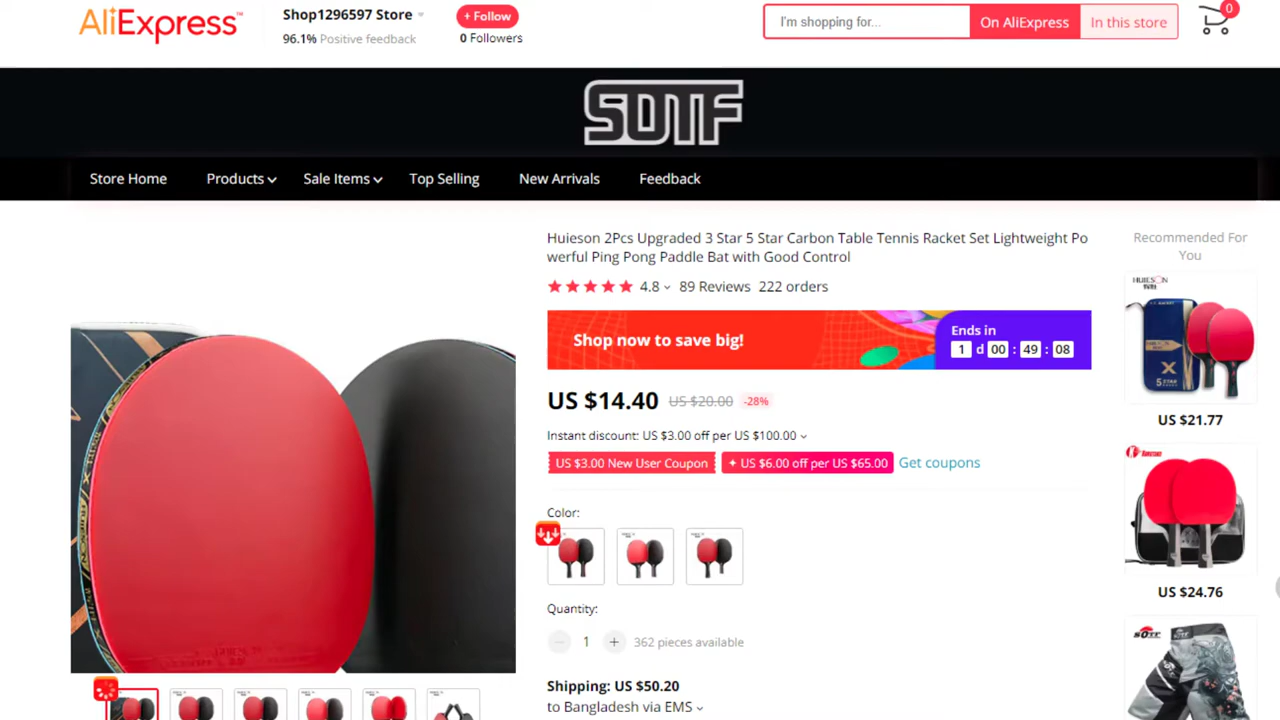 AliExpress™
Shop1296597 Store
96.1% Positive feedback
+ Follow
0 Followers
I'm shopping for...
On AliExpress
In this store
0
SOTF
Store Home
Products
Sale Items
Top Selling
New Arrivals
Feedback
Huieson 2Pcs Upgraded 3 Star 5 Star Carbon Table Tennis Racket Set Lightweight Po
werful Ping Pong Paddle Bat with Good Control
4.8
89 Reviews
222 orders
Shop now to save big!
Ends in
1 d 00 : 49 : 08
US $14.40 US $20.00 -28%
Instant discount: US $3.00 off per US $100.00
US $3.00 New User Coupon
US $6.00 off per US $65.00
Get coupons
Color:
Quantity:
1
362 pieces available
Shipping: US $50.20
to Bangladesh via EMS
Recommended For
You
HUIESON
X
5 STAR
US $21.77
US $24.76
SOTF